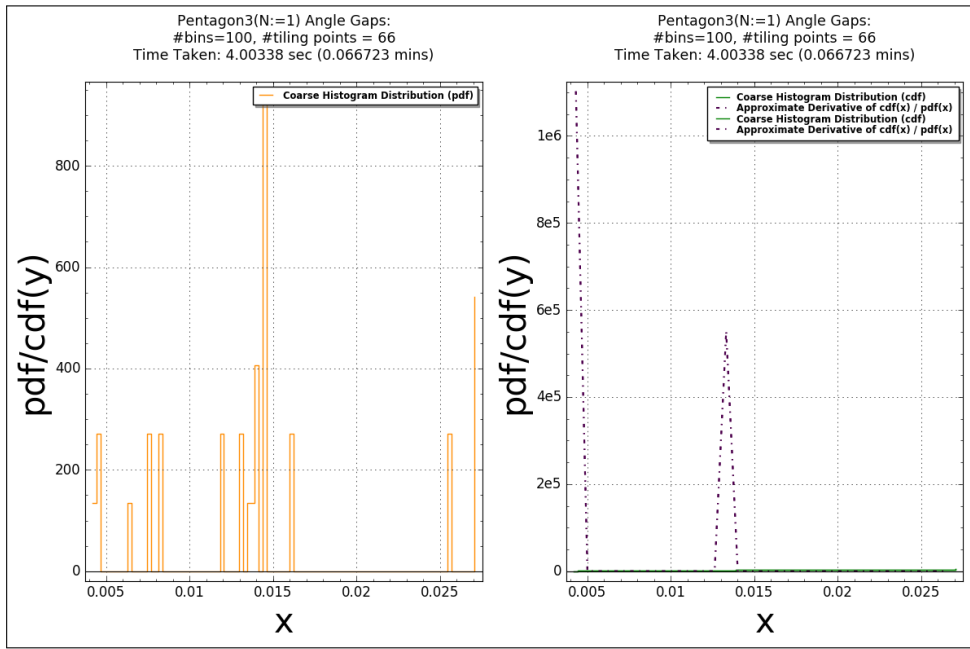 Pentagon3(N:=1) Angle Gaps:
#bins=100, #tiling points = 66
Time Taken: 4.00338 sec (0.066723 mins)
Coarse Histogram Distribution (pdf)
800
600
400
200
0
0.005
0.01
0.015
0.02
0.025
pdf/cdf(y)
x
Pentagon3(N:=1) Angle Gaps:
#bins=100, #tiling points = 66
Time Taken: 4.00338 sec (0.066723 mins)
Coarse Histogram Distribution (cdf)
Approximate Derivative of cdf(x) / pdf(x)
Coarse Histogram Distribution (cdf)
Approximate Derivative of cdf(x) / pdf(x)
1e6
8e5
6e5
4e5
2e5
0
0.005
0.01
0.015
0.02
0.025
pdf/cdf(y)
x